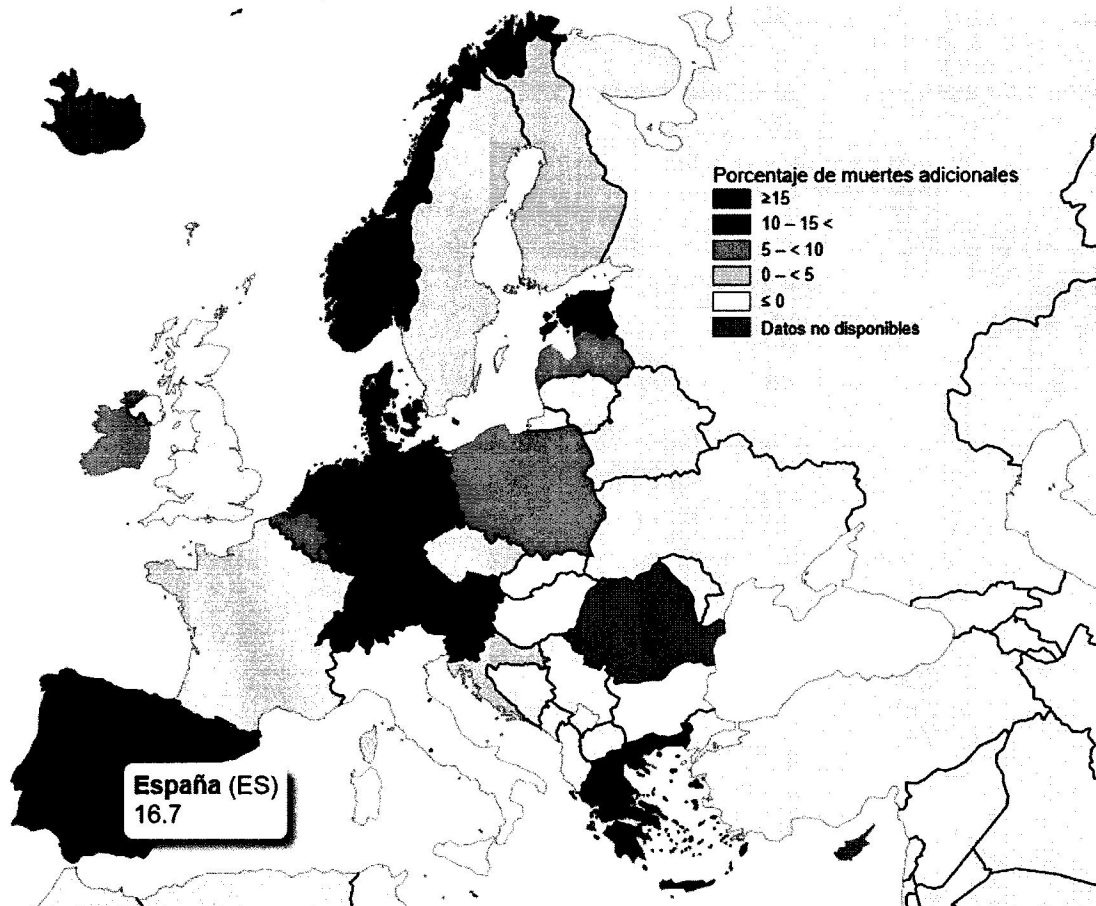 Porcentaje de muertes adicionales
≥15
10 – 15 <
5 – < 10
0 – < 5
≤ 0
Datos no disponibles
España (ES)
16.7